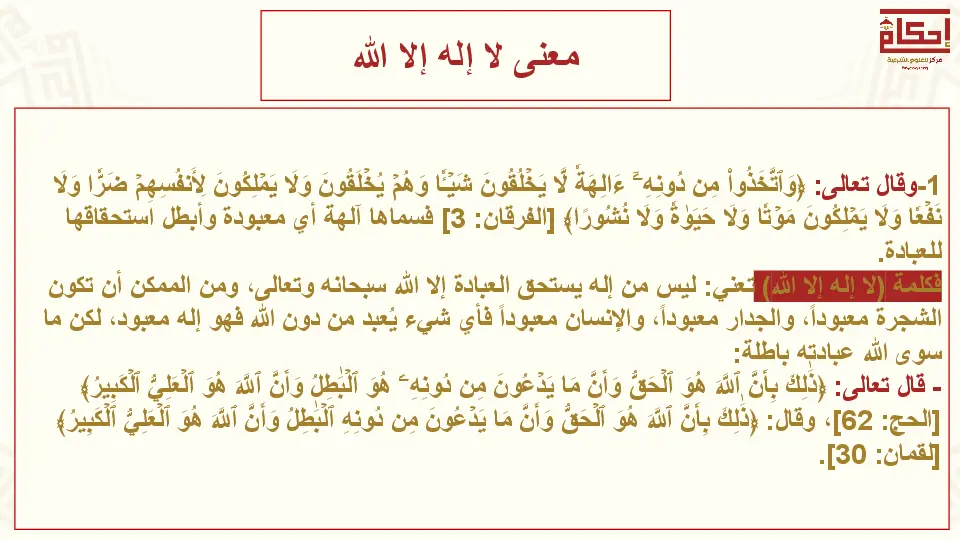 إحكام
مركز للعلوم الشرعية
معنى لا إله إلا الله
1-وقال تعالى: ﴿وَٱتَّخَذُواْ مِن دُونِهِۦٓ ءَالِهَةٗ لَّا يَخۡلُقُونَ شَيۡـٔٗا وَهُمۡ يُخۡلَقُونَ وَلَا يَمۡلِكُونَ لِأَنفُسِهِمۡ ضَرّٗا وَلَا
نَفۡعٗا وَلَا يَمۡلِكُونَ مَوۡتٗا وَلَا حَيَوٰةٗ وَلَا نُشُورٗا﴾ [الفرقان: 3] فسماها آلهة أي معبودة وأبطل استحقاقها
للعبادة.
فكلمة (لا إله إلا الله) تعني: ليس من إله يستحق العبادة إلا الله سبحانه وتعالى، ومن الممكن أن تكون
الشجرة معبوداً، والجدار معبوداً، والإنسان معبوداً فأي شيء يُعبد من دون الله فهو إله معبود، لكن ما
سوى الله عبادته باطلة:
- قال تعالى: ﴿ذَٰلِكَ بِأَنَّ ٱللَّهَ هُوَ ٱلۡحَقُّ وَأَنَّ مَا يَدۡعُونَ مِن دُونِهِۦ هُوَ ٱلۡبَٰطِلُ وَأَنَّ ٱللَّهَ هُوَ ٱلۡعَلِيُّ ٱلۡكَبِيرُ﴾
[الحج: 62]، وقال: ﴿ذَٰلِكَ بِأَنَّ ٱللَّهَ هُوَ ٱلۡحَقُّ وَأَنَّ مَا يَدۡعُونَ مِن دُونِهِ ٱلۡبَٰطِلُ وَأَنَّ ٱللَّهَ هُوَ ٱلۡعَلِيُّ ٱلۡكَبِيرُ﴾
[لقمان: 30].